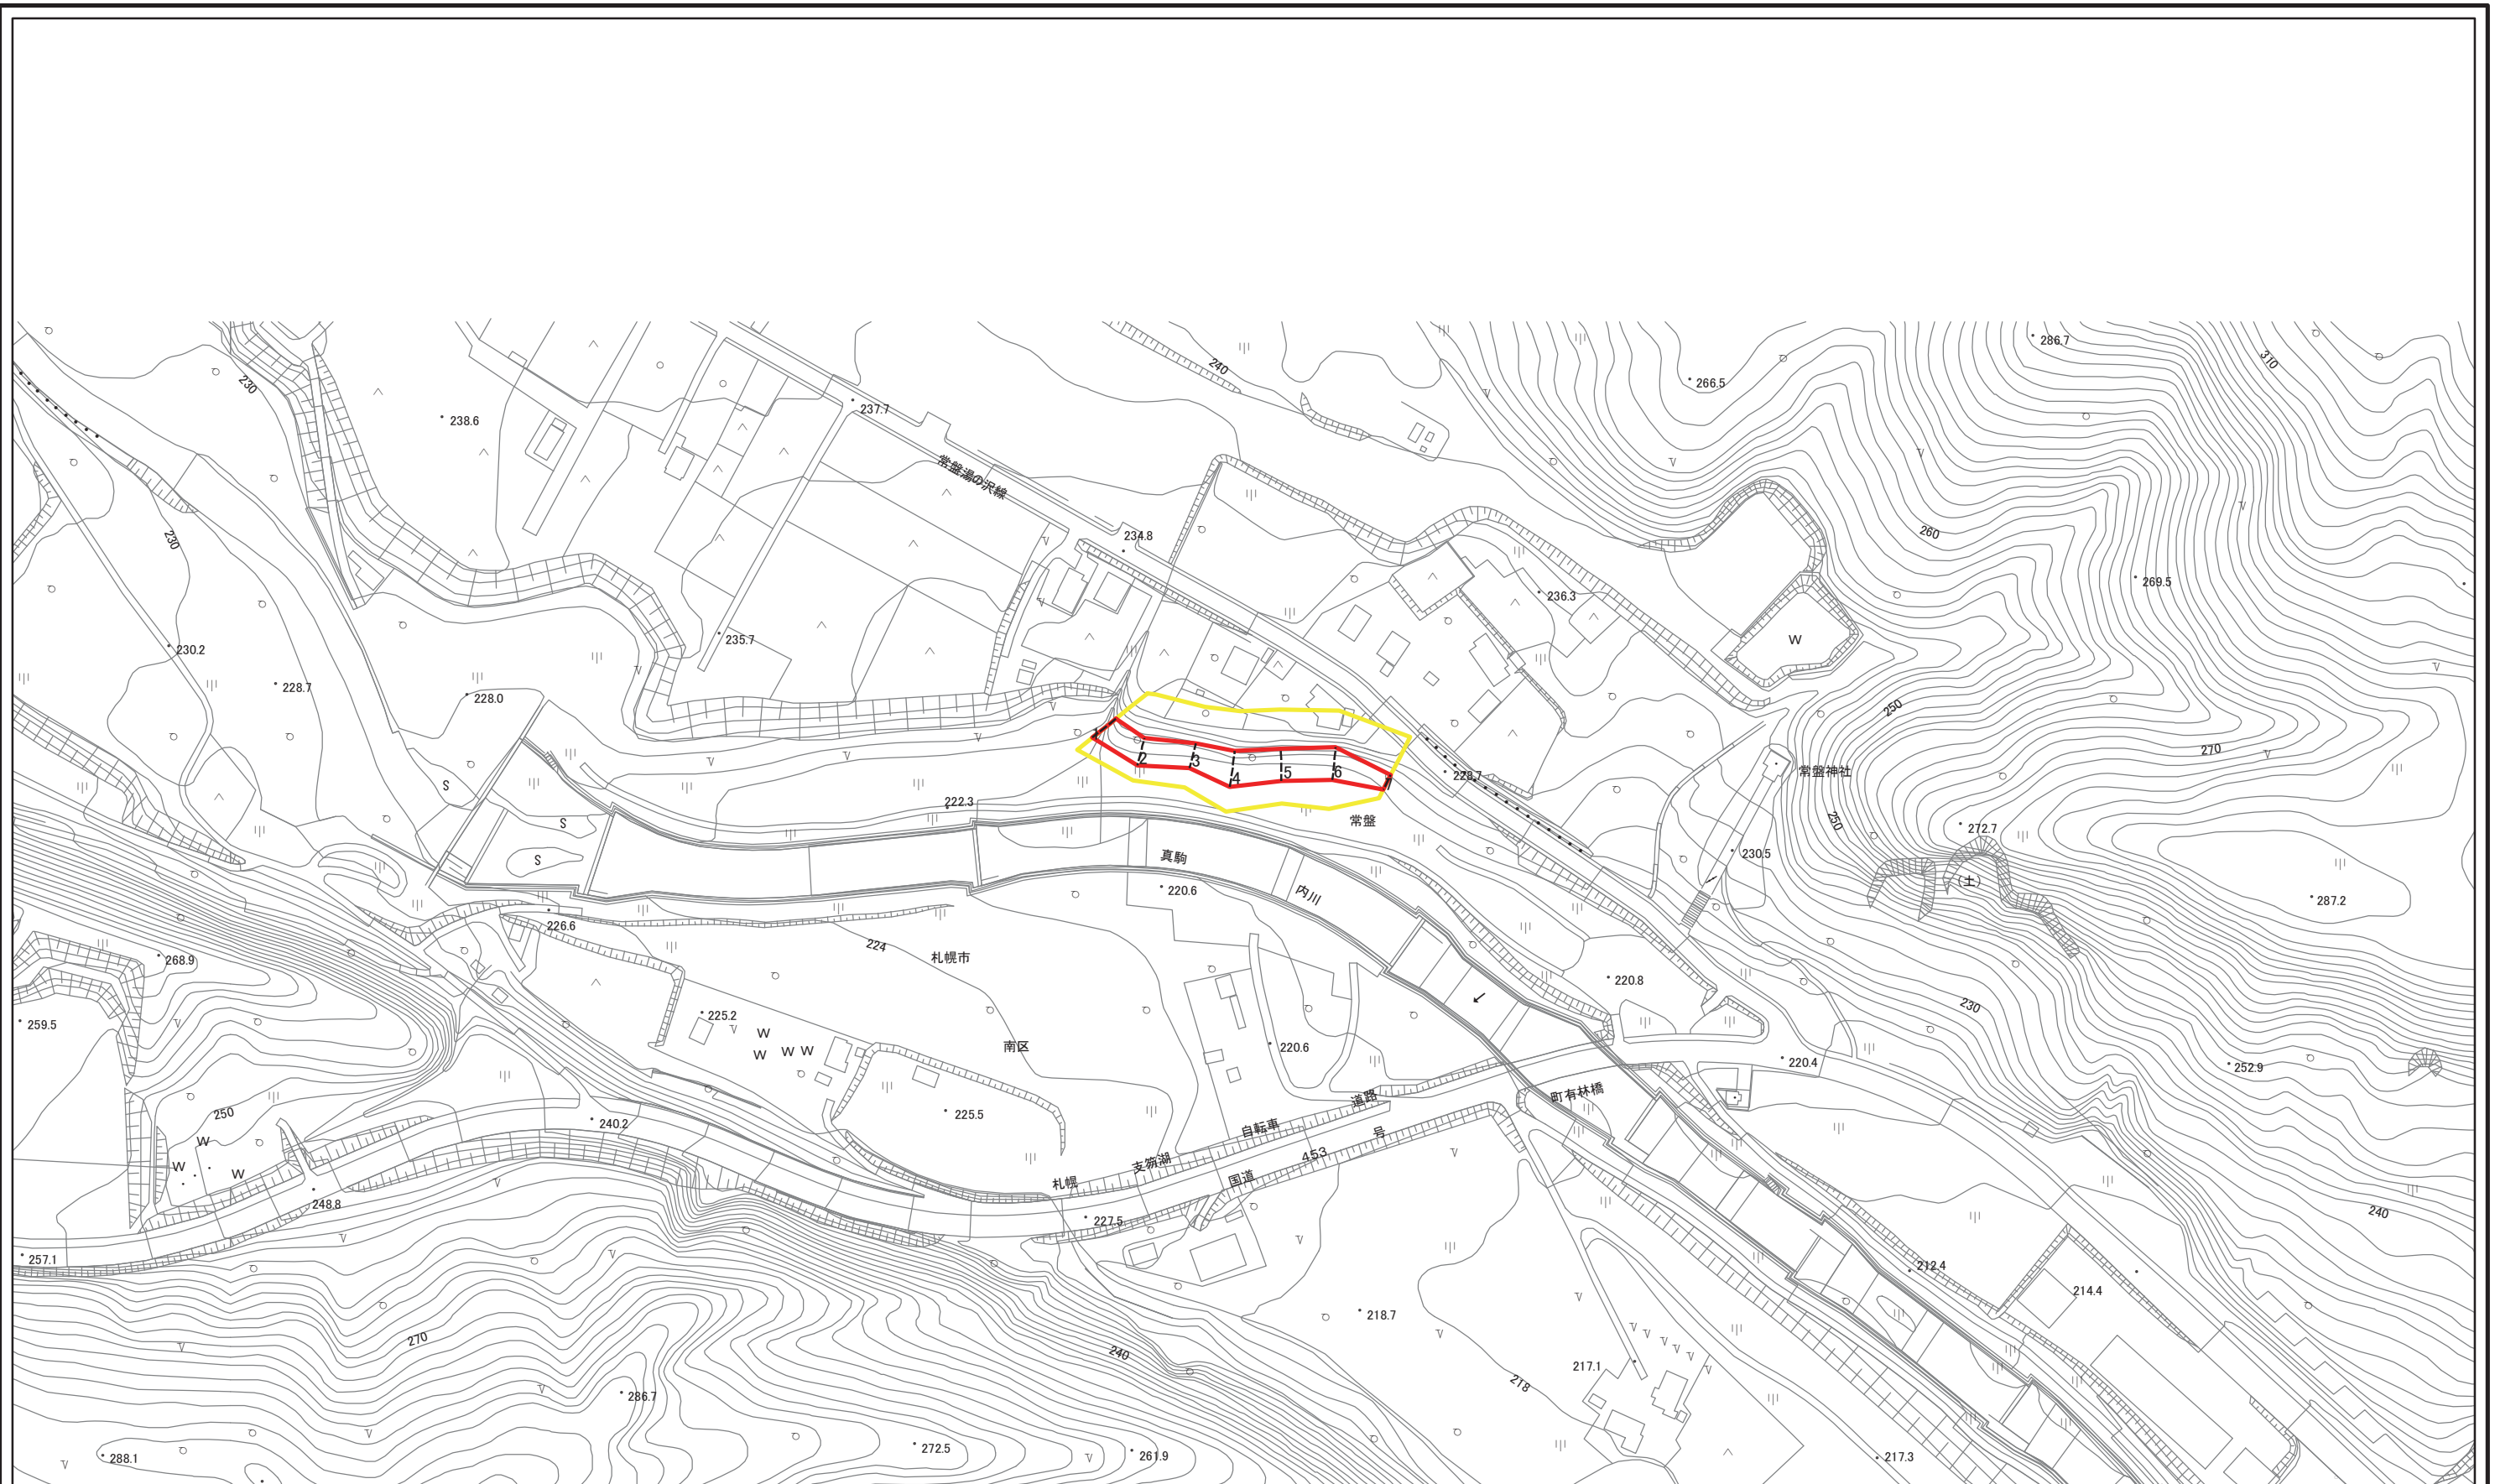 286.7
310
240
266.5
230
237.7
238.6
常盤湯の沢線
260
234.8
230
269.5
236.3
W
235.7
230.2
228.7
228.0
250
1
2
3
4
5
6
7
270
228.7
常盤神社
S
222.3
常盤
250
272.7
S
230.5
S
真駒
内川
220.6
(土)
287.2
226.6
224
札幌市
268.9
220.8
230
259.5
225.2
W
W W W
南区
220.6
220.4
252.9
道路
町有林橋
250
225.5
240.2
自転車
号
W
453
支笏湖
W
W
国道
札幌
248.8
240
227.5
257.1
212.4
214.4
218.7
270
240
217.1
218
286.7
272.5
261.9
288.1
217.3